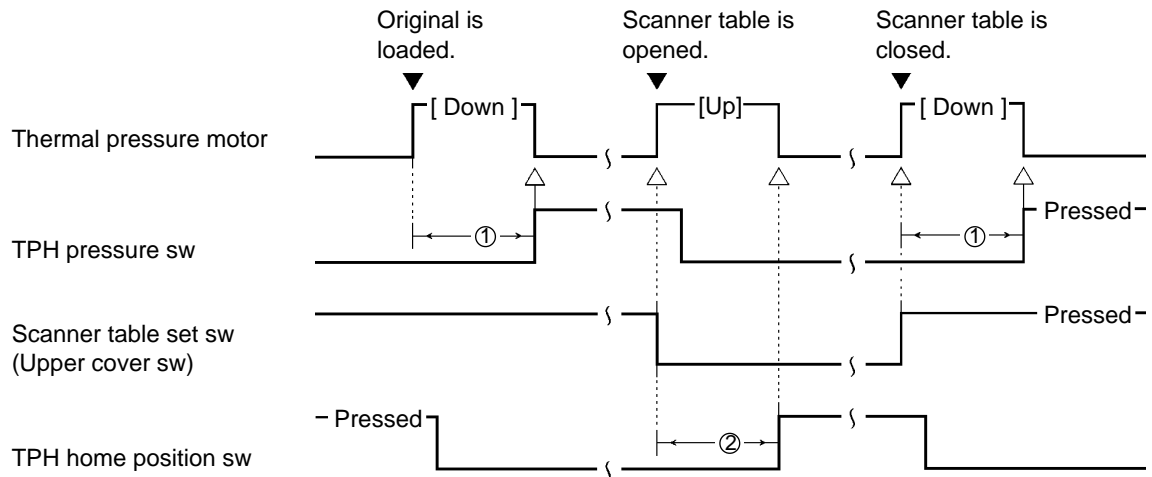 Original is
loaded.
Scanner table is
opened.
Scanner table is
closed.
Thermal pressure motor
[ Down ]
[Up]
[ Down ]
TPH pressure sw
①
①
Pressed
Scanner table set sw
(Upper cover sw)
Pressed
TPH home position sw
Pressed
②